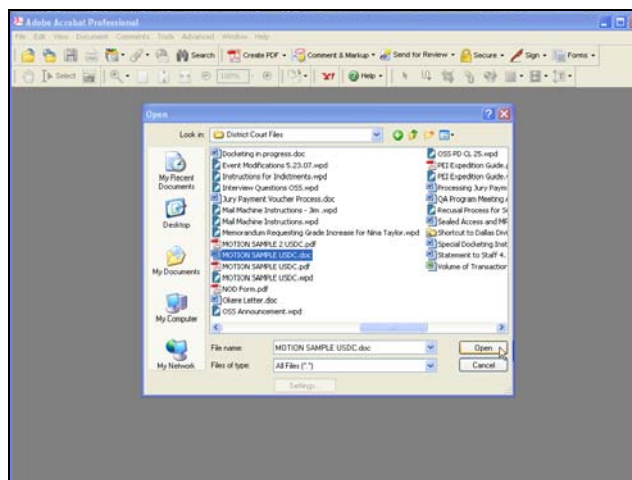 Adobe Acrobat Professional
File Edit View Document Comments Tools Advanced Window Help
Search Create PDF Comment & Markup Send for Review Secure Sign Forms
Select 100% Help
Open
Look in: District Court Files
My Recent Documents
Desktop
My Documents
My Computer
My Network
Docketing in progress.doc
Event Modifications 5.23.07.wpd
Instructions for Indictments.wpd
Interview Questions OSS.wpd
Jury Payment Voucher Process.doc
Mail Machine Instructions - Jim .wpd
Mail Machine Instructions.wpd
Memorandum Requesting Grade Increase for Nina Taylor.wpd
MOTION SAMPLE 2 USDC.pdf
MOTION SAMPLE USDC.doc
MOTION SAMPLE USDC.pdf
MOTION SAMPLE USDC.wpd
NOD Form.pdf
Okere Letter.doc
OSS Announcement.wpd
OSS PD CL 25.wpd
PEI Expedition Guide.
PEI Expedition Guide.
Processing Jury Paym
QA Program Meeting
Recusal Process for
Sealed Access and
Shortcut to Dallas Divi
Special Docketing Inst
Statement to Staff 4.
Volume of Transaction
File name: MOTION SAMPLE USDC.doc Open
Files of type: All Files (*.*) Cancel
Settings...